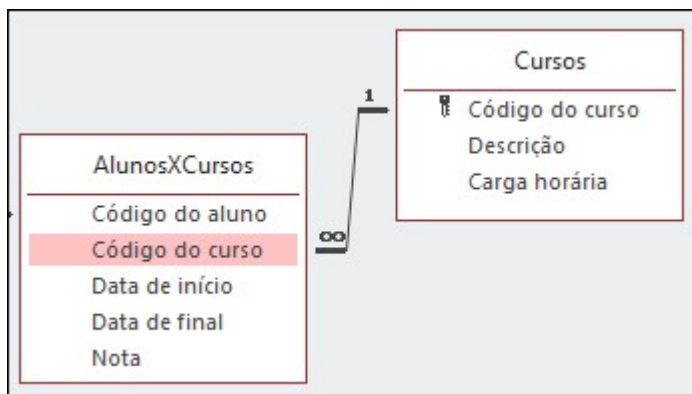 Cursos
Código do curso
Descrição
Carga horária
1
AlunosXCursos
Código do aluno
Código do curso
Data de início
Data de final
Nota
∞